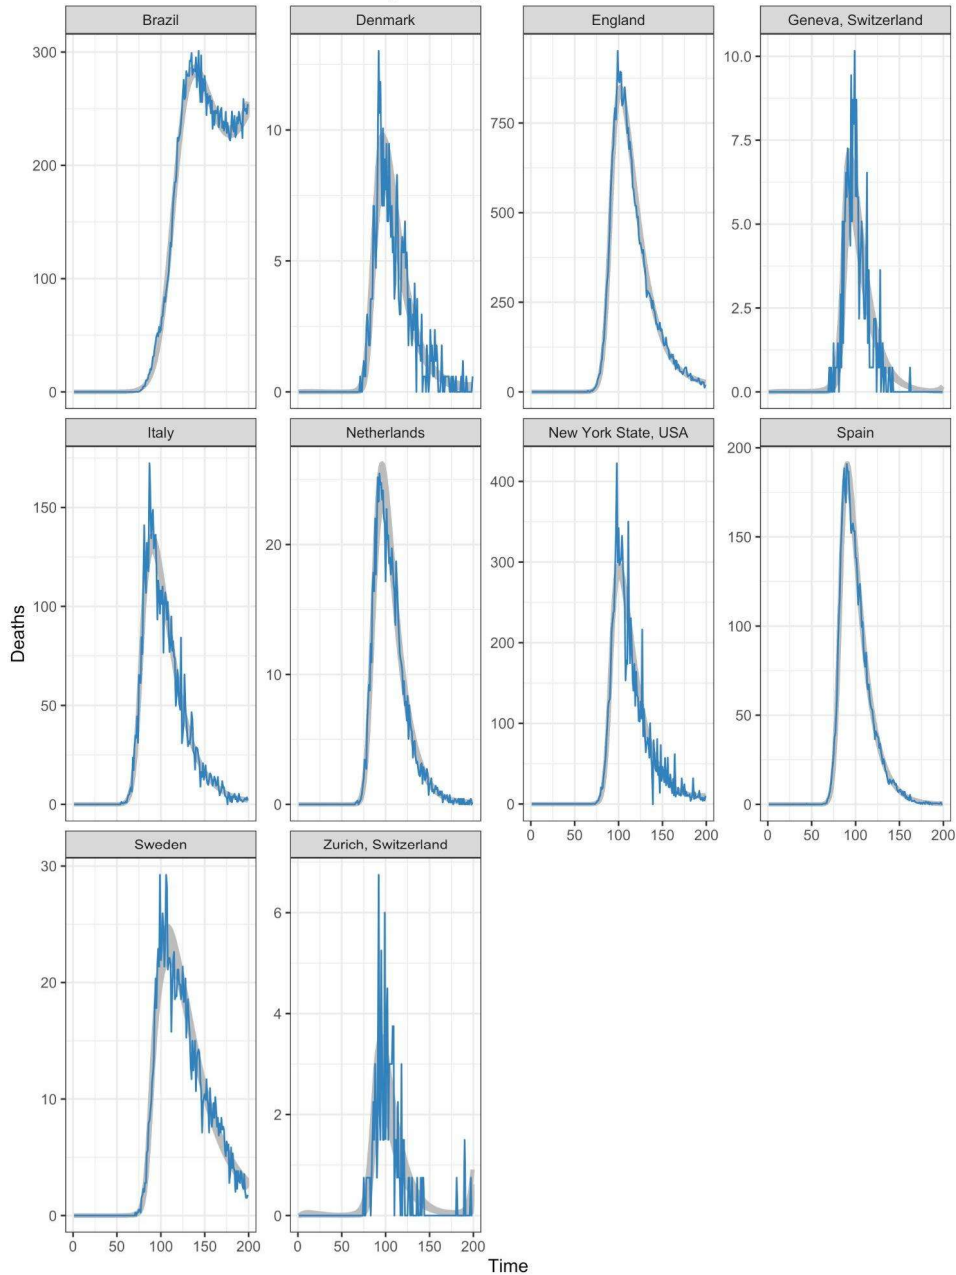 Brazil
Denmark
England
Geneva, Switzerland
300
200
100
0
10
5
0
750
500
250
0
10.0
7.5
5.0
2.5
0.0
Italy
Netherlands
New York State, USA
Spain
150
100
50
0
20
10
0
400
300
200
100
0
200
150
100
50
0
0 50 100 150 200
0 50 100 150 200
Sweden
Zurich, Switzerland
30
20
10
0
6
4
2
0
0 50 100 150 200
0 50 100 150 200
Deaths
Time